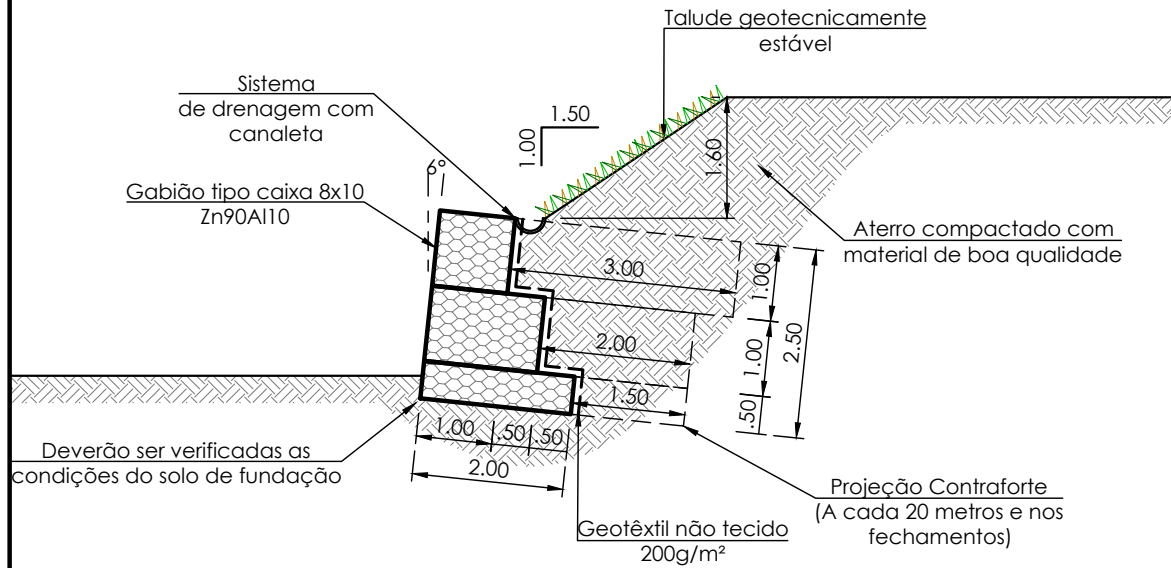 Talude geotecnicamente
estável
Sistema
de drenagem com
canaleta
1.50
1.00
1.60
6°
Gabião tipo caixa 8x10
Zn90Al10
Aterro compactado com
material de boa qualidade
3.00
1.00
2.00
1.00
2.50
1.50
.50
1.00
.50
.50
2.00
Deverão ser verificadas as
condições do solo de fundação
Projeção Contraforte
(A cada 20 metros e nos
fechamentos)
Geotêxtil não tecido
200g/m²